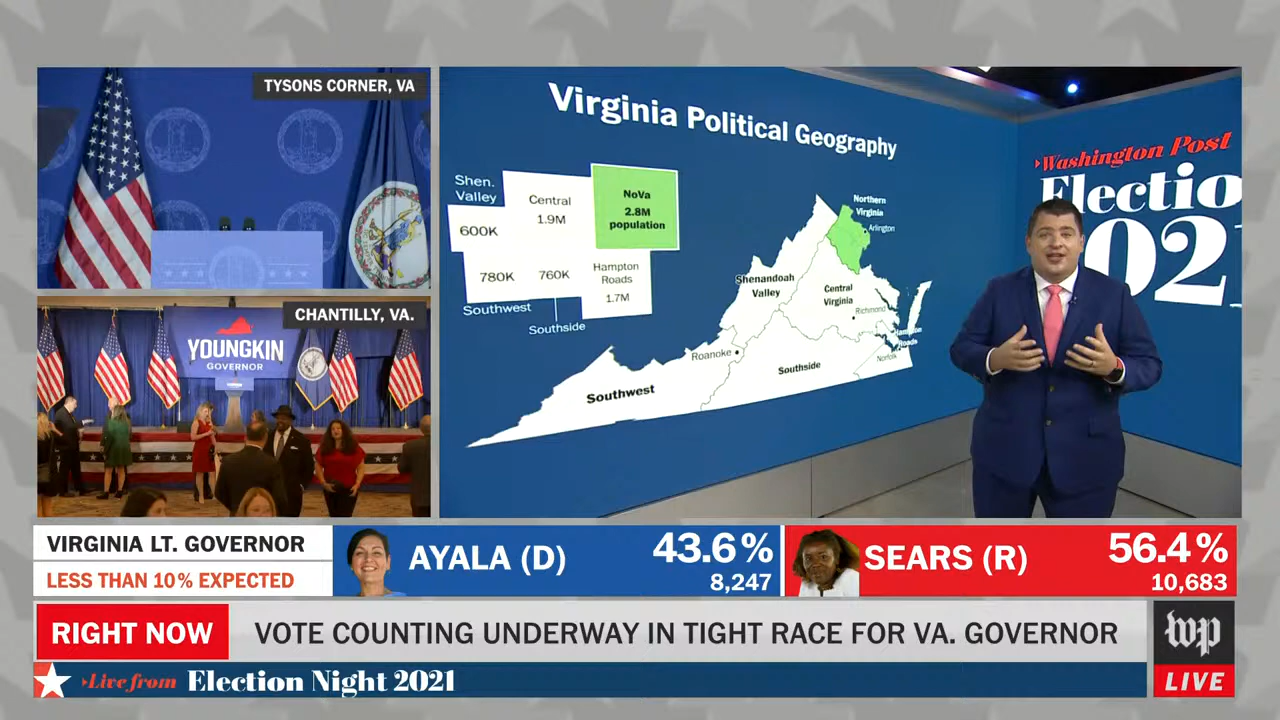 TYSONS CORNER, VA
CHANTILLY, VA.
YOUNGKIN
GOVERNOR
Virginia Political Geography
Shen.
Valley
600K
Central
1.9M
NoVa
2.8M
population
780K
Southwest
760K
Southside
Hampton
Roads
1.7M
Northern
Virginia
Arlington
Shenandoah
Valley
Central
Virginia
Richmond
Hampton
Roads
Norfolk
Roanoke
Southside
Southwest
Washington Post
Electio
021
VIRGINIA LT. GOVERNOR
LESS THAN 10% EXPECTED
AYALA (D)
43.6%
8,247
SEARS (R)
56.4%
10,683
RIGHT NOW
VOTE COUNTING UNDERWAY IN TIGHT RACE FOR VA. GOVERNOR
wp
LIVE
Live from Election Night 2021